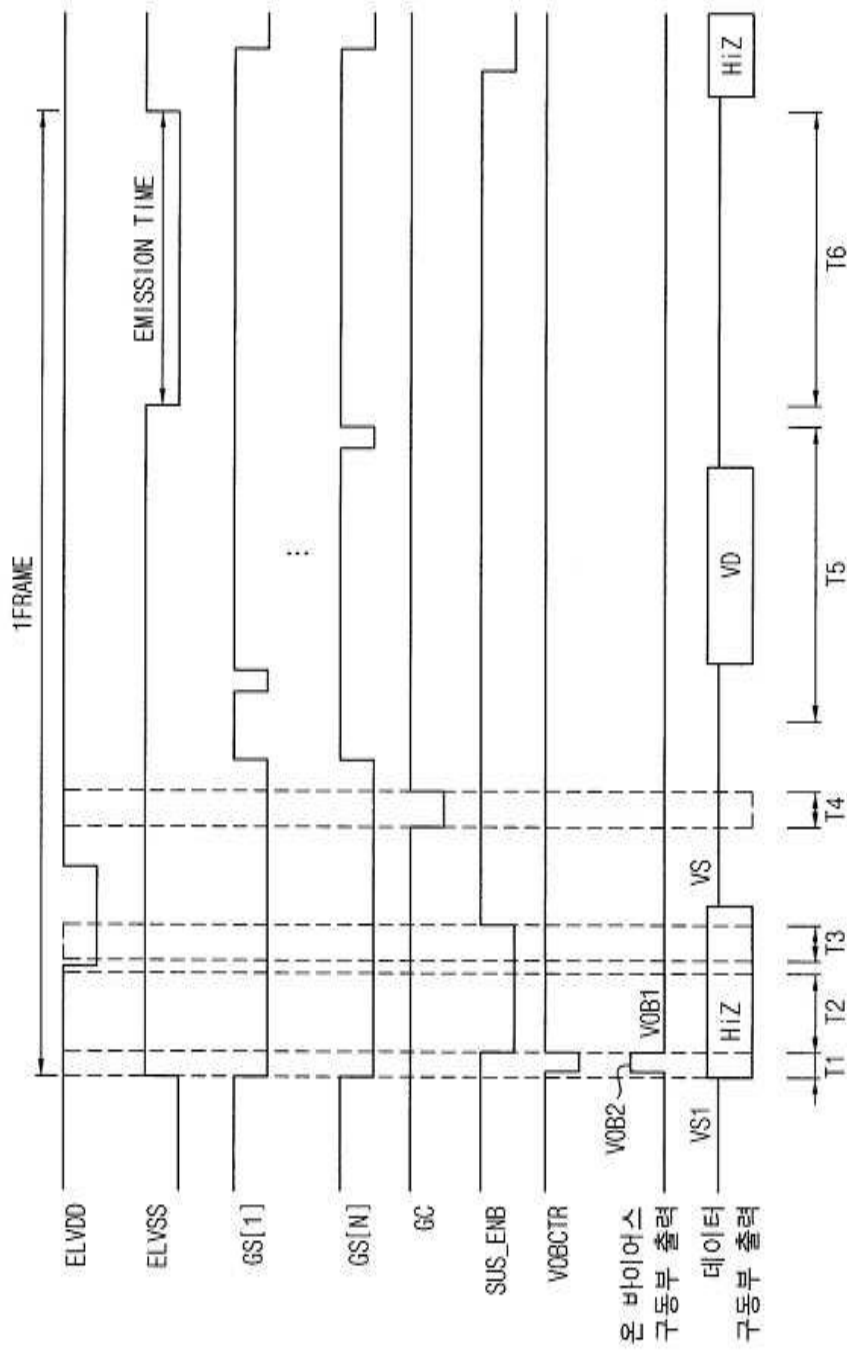 1FRAME
ELVDD
ELVSS
EMISSION TIME
GS[1]
⋮
GS[N]
GC
SUS_ENB
VOBCTR
온 바이어스
구동부 출력
VOB2
VOB1
데이터
구동부 출력
VS1
HiZ
VS
VD
HiZ
T1
T2
T3
T4
T5
T6